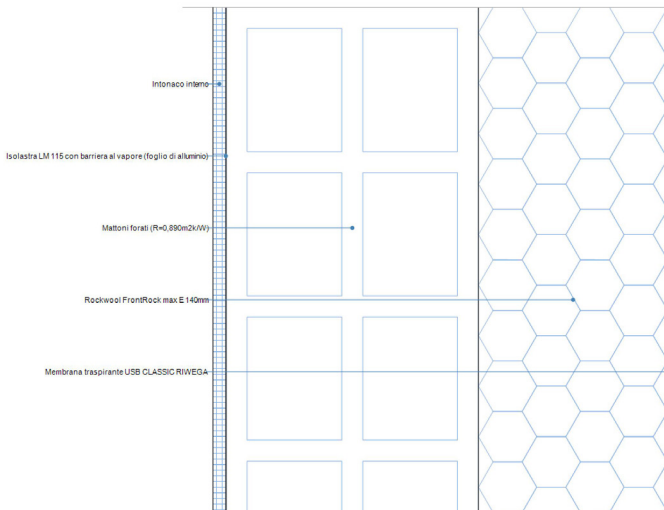 Intonaco interno
Isolastra LM 115 con barriera al vapore (foglio di alluminio)
Mattoni forati (R=0,890m2k/W)
Rockwool FrontRock max E 140mm
Membrana traspirante USB CLASSIC RIWEGA